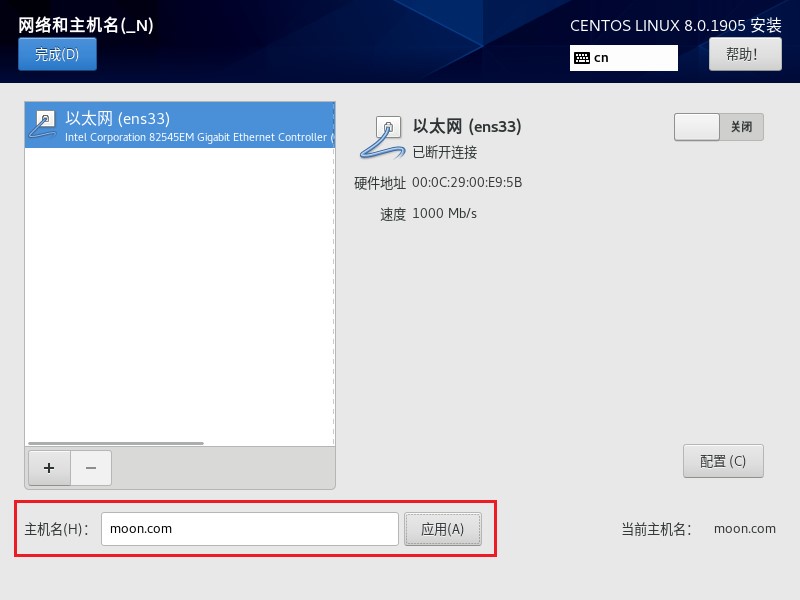 网络和主机名(_N)
CENTOS LINUX 8.0.1905 安装
完成(D)
cn
帮助！
以太网 (ens33)
Intel Corporation 82545EM Gigabit Ethernet Controller (
以太网 (ens33)
已断开连接
关闭
硬件地址 00:0C:29:00:E9:5B
速度 1000 Mb/s
+
−
配置 (C)
主机名(H)： moon.com 应用(A)
当前主机名： moon.com